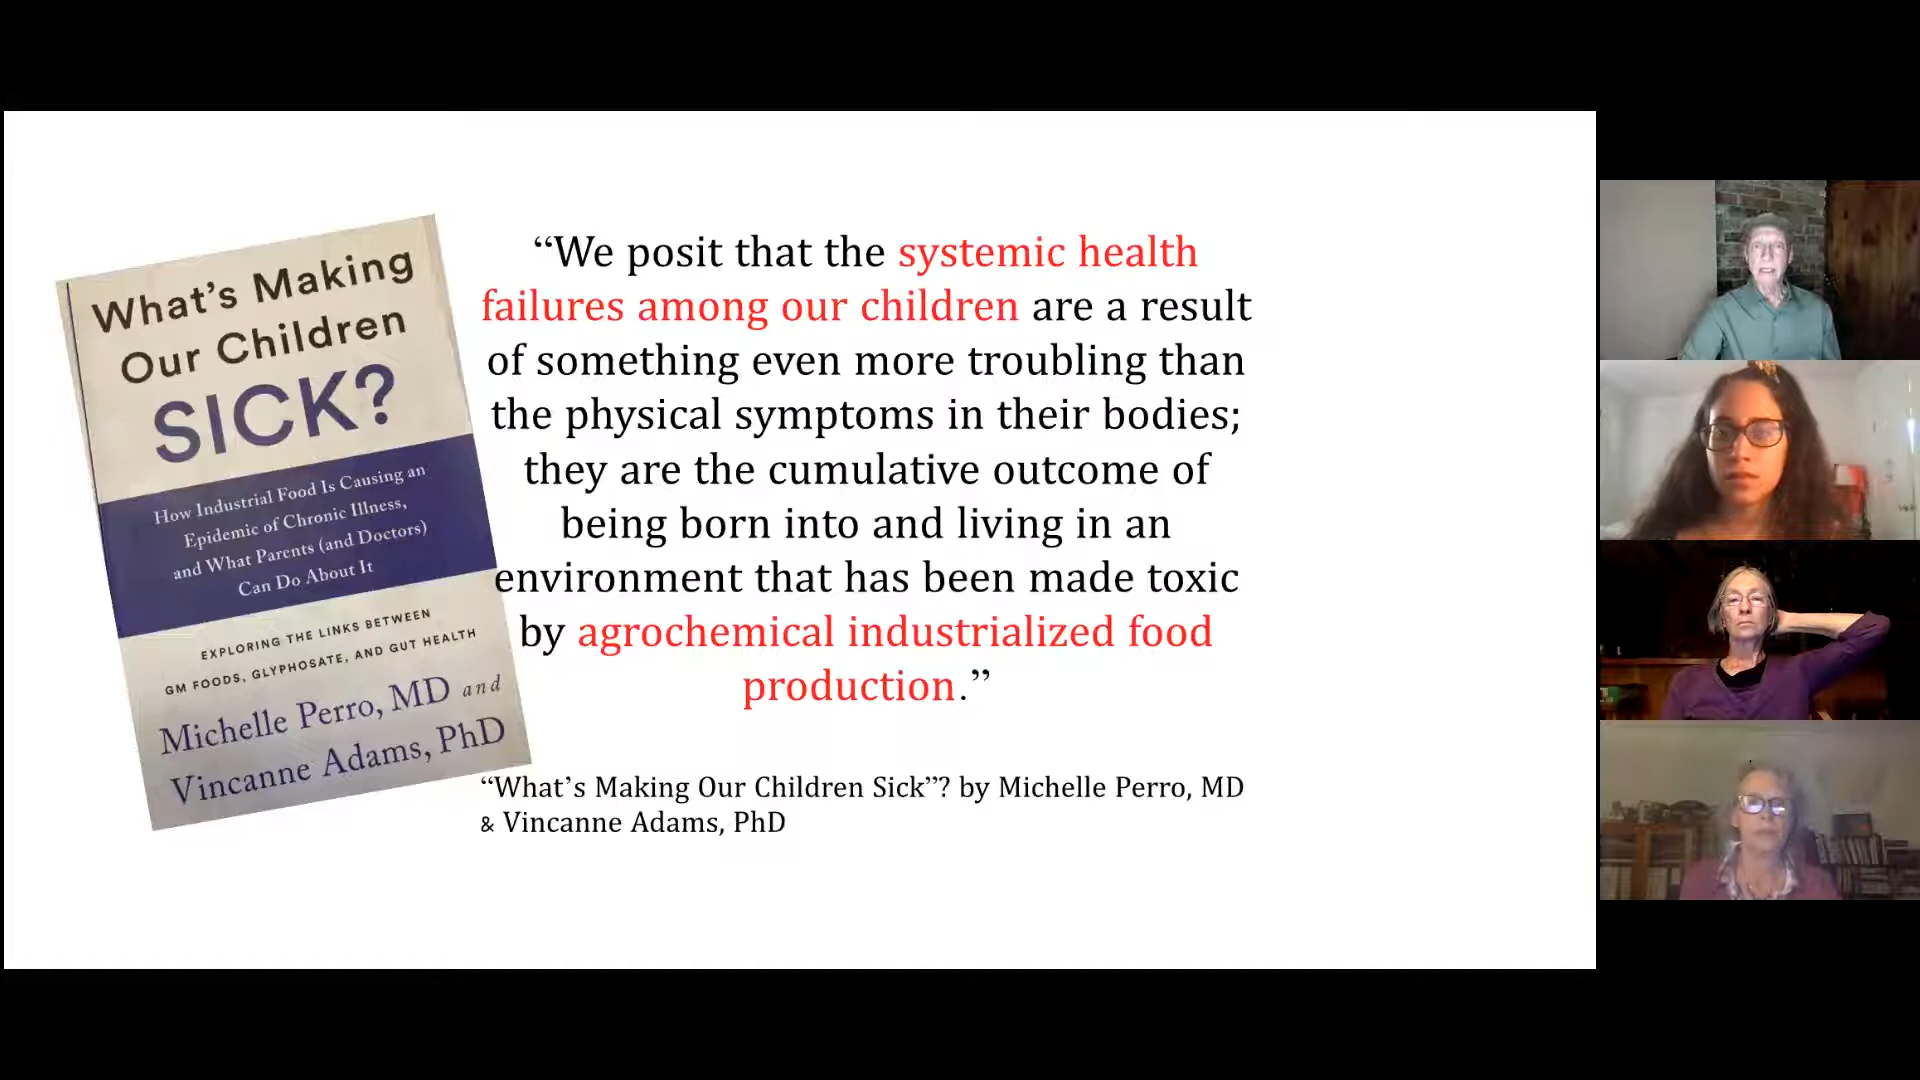 What's Making
Our Children
SICK?
How Industrial Food Is Causing an
Epidemic of Chronic Illness,
and What Parents (and Doctors)
Can Do About It
EXPLORING THE LINKS BETWEEN
GM FOODS, GLYPHOSATE, AND GUT HEALTH
Michelle Perro, MD and
Vincanne Adams, PhD
“We posit that the systemic health
failures among our children are a result
of something even more troubling than
the physical symptoms in their bodies;
they are the cumulative outcome of
being born into and living in an
environment that has been made toxic
by agrochemical industrialized food
production.”
“What’s Making Our Children Sick”? by Michelle Perro, MD
& Vincanne Adams, PhD